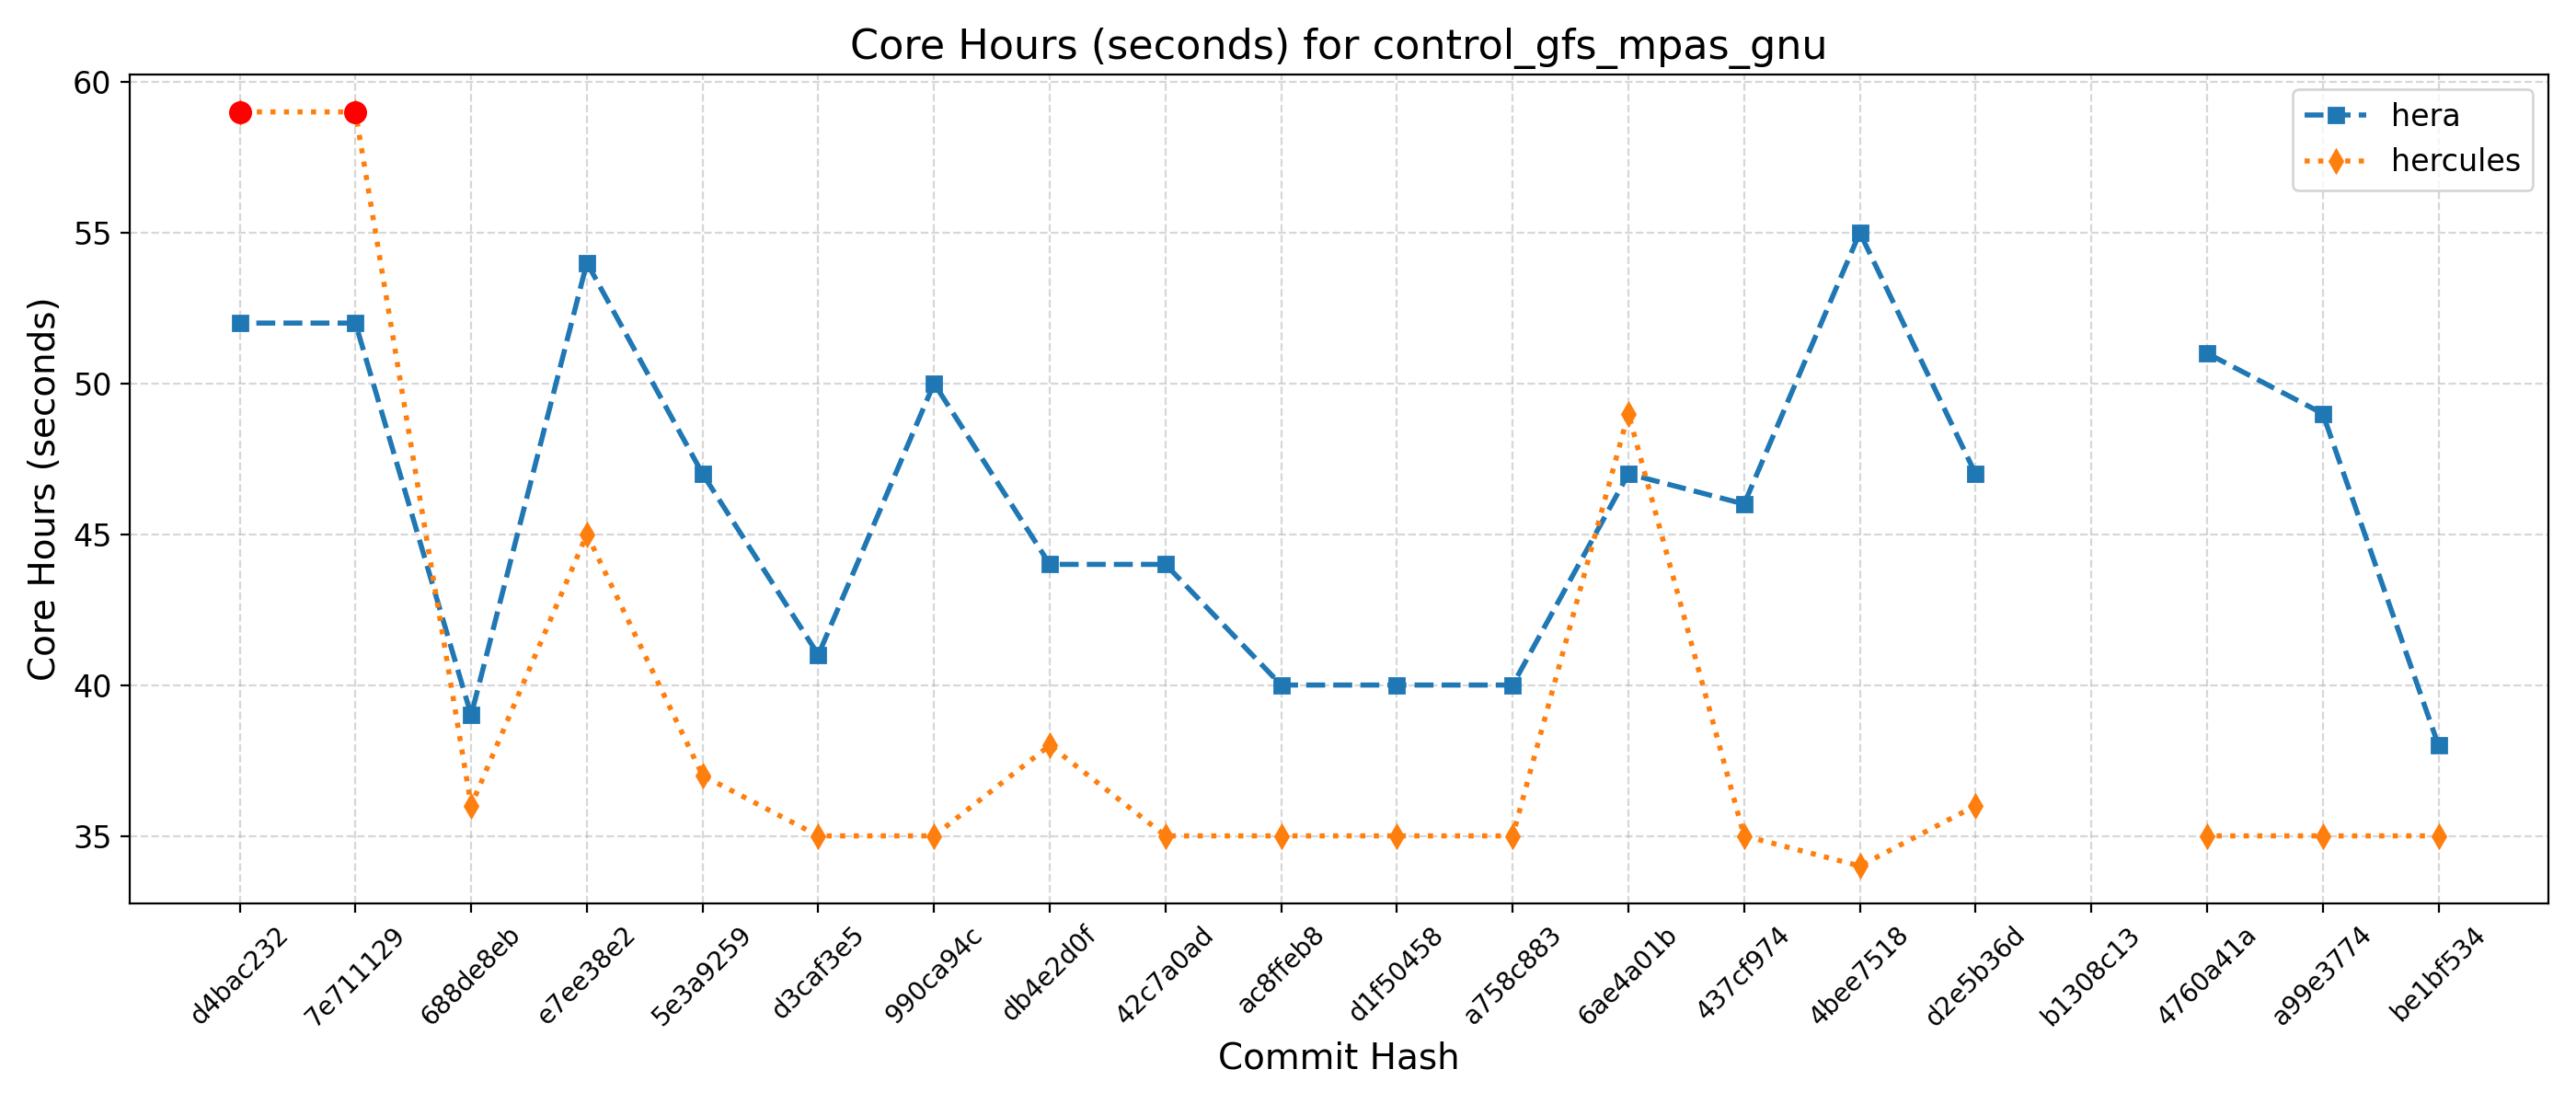 Core Hours (seconds) for control_gfs_mpas_gnu
hera
hercules
Core Hours (seconds)
60
55
50
45
40
35
d4bac232
7e711129
688de8eb
e7ee38e2
5e3a9259
d3caf3e5
990ca94c
db4e2d0f
42c7a0ad
ac8ffeb8
d1f50458
a758c883
6ae4a01b
437cf974
4bee7518
d2e5b36d
b1308c13
4760a41a
a99e3774
be1bf534
Commit Hash